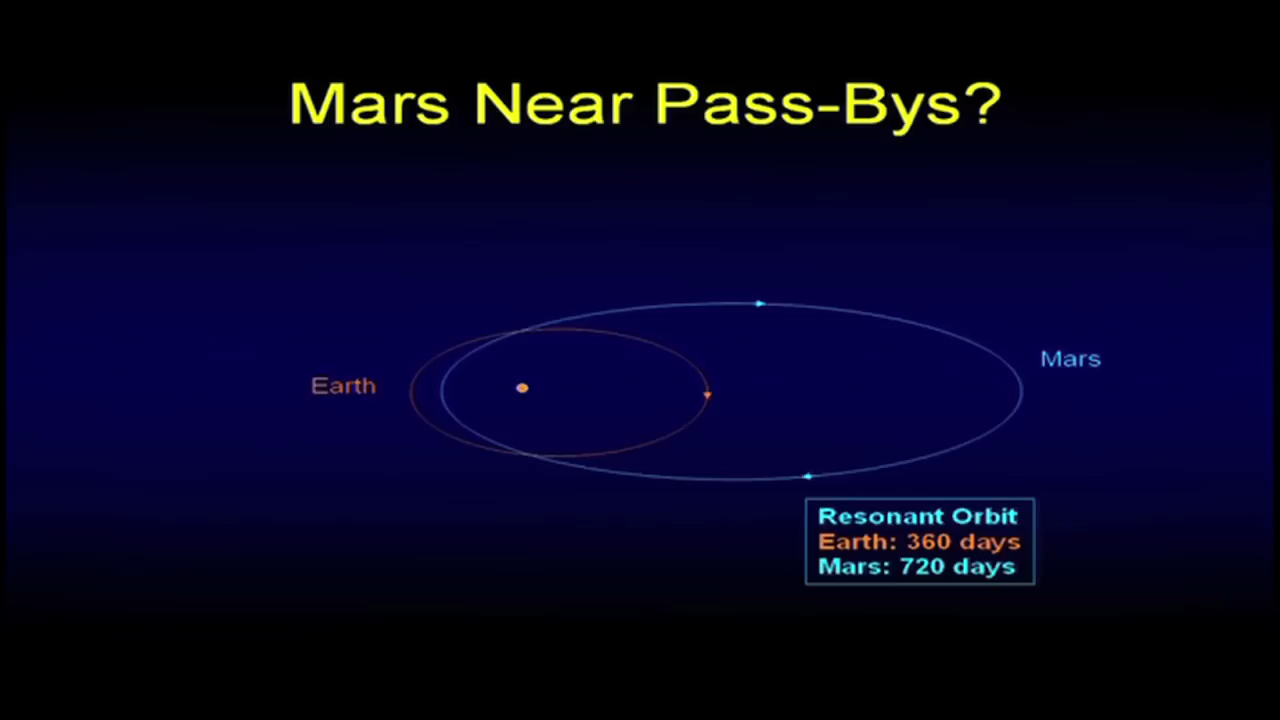 Mars Near Pass-Bys?
Mars
Earth
Resonant Orbit
Earth: 360 days
Mars: 720 days